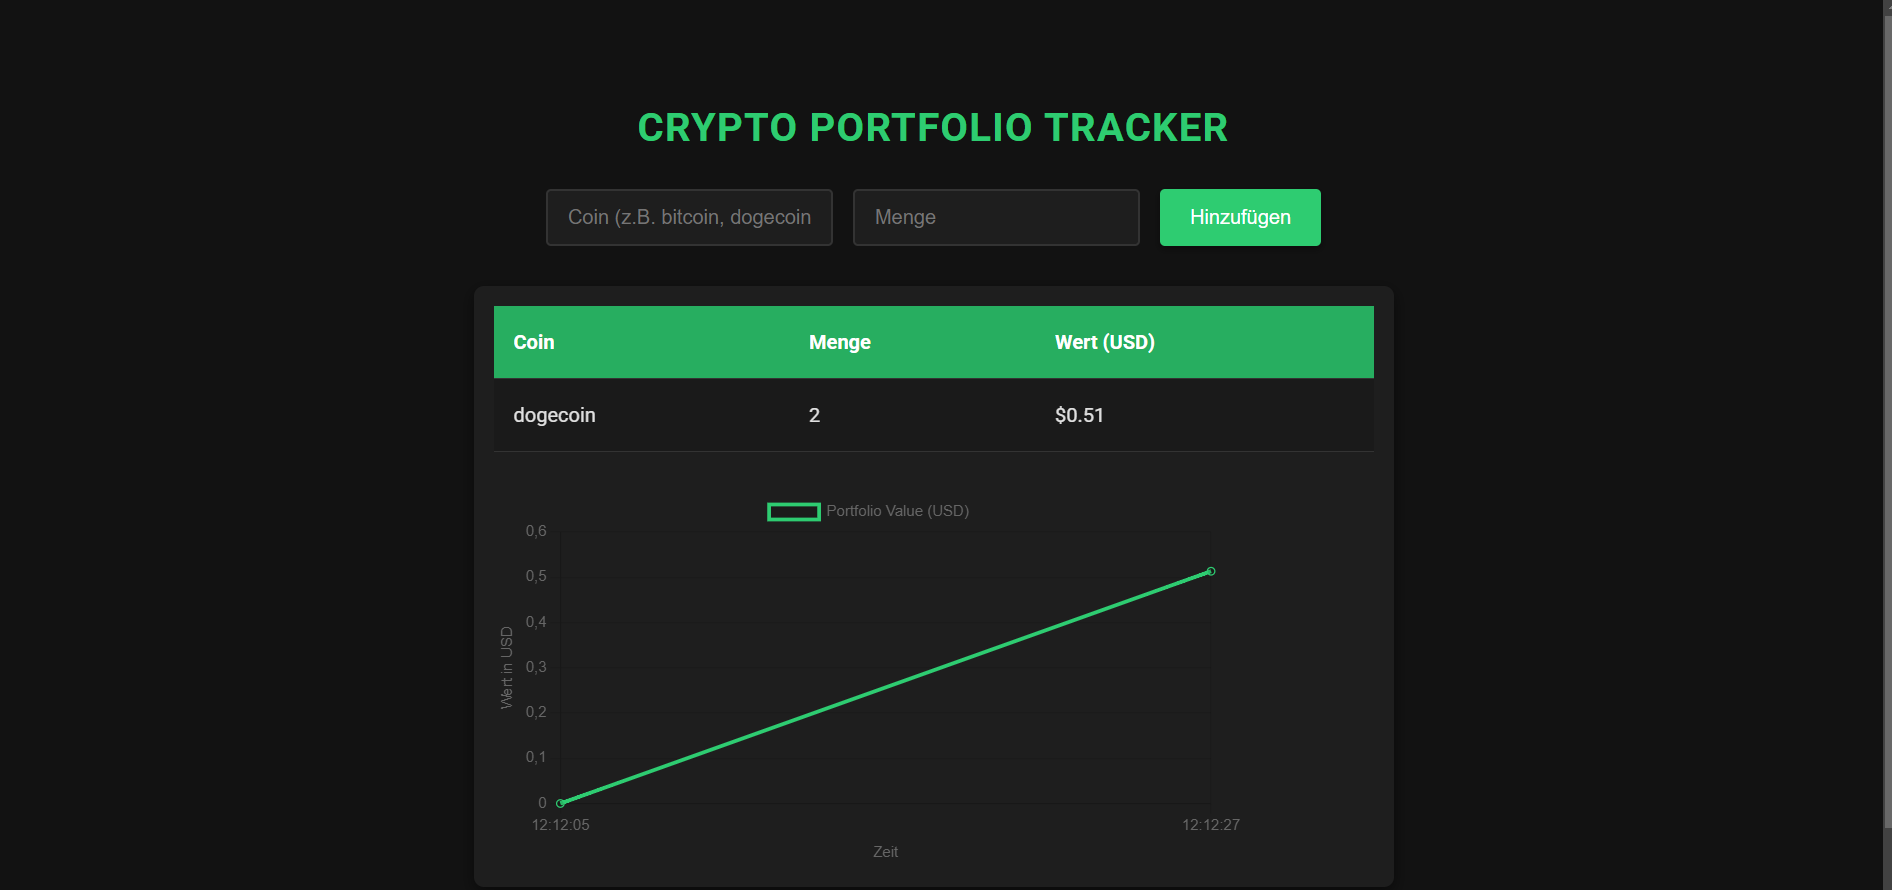 CRYPTO PORTFOLIO TRACKER
Coin (z.B. bitcoin, dogecoin
Menge
Hinzufügen
Coin Menge Wert (USD)
dogecoin 2 $0.51
Portfolio Value (USD)
0,6
0,5
0,4
0,3
0,2
0,1
0
Wert in USD
12:12:05 12:12:27
Zeit